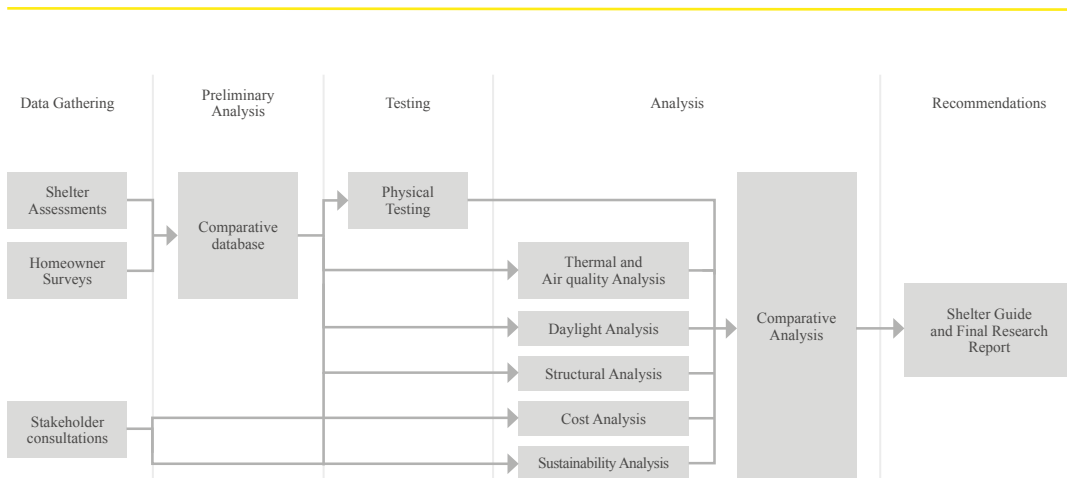 Data Gathering
Preliminary
Analysis
Testing
Analysis
Recommendations
Shelter
Assessments
Homeowner
Surveys
Stakeholder
consultations
Comparative
database
Physical
Testing
Thermal and
Air quality Analysis
Daylight Analysis
Structural Analysis
Cost Analysis
Sustainability Analysis
Comparative
Analysis
Shelter Guide
and Final Research
Report